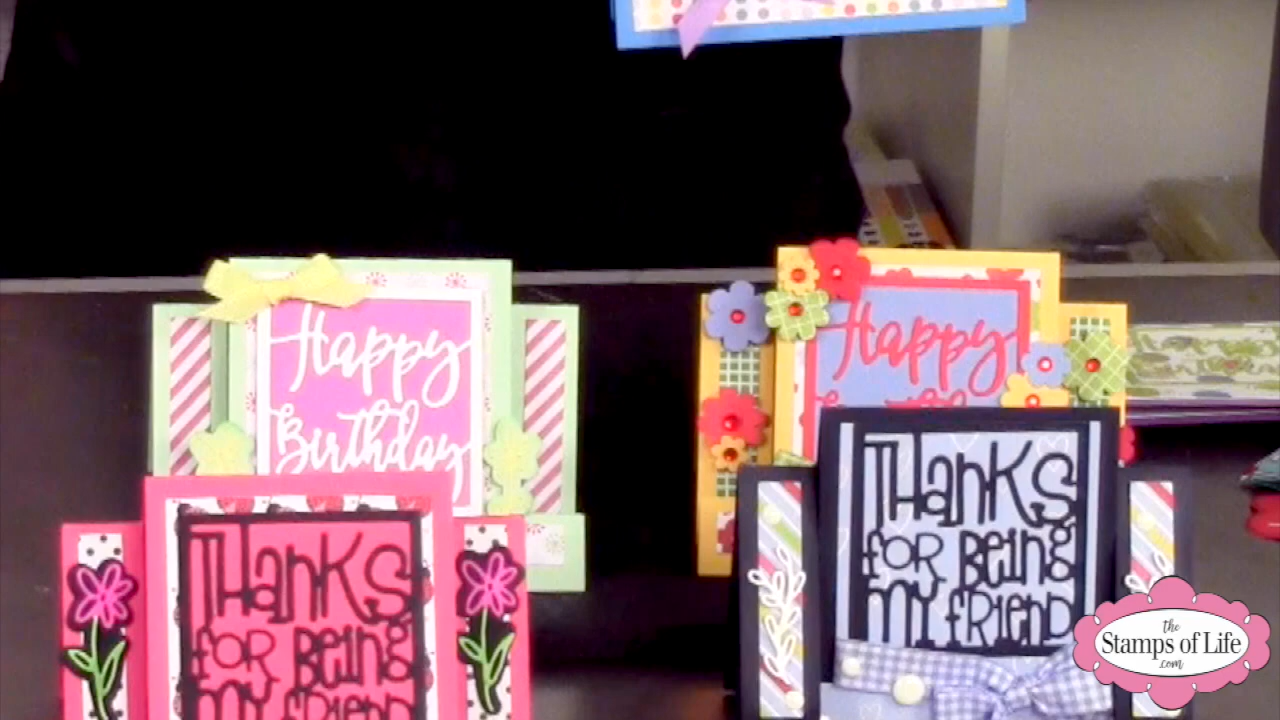 Happy
Birthday
Happy
THanks
for Being
my friend
THanks
for Being
my friend
the
Stamps of Life
.com